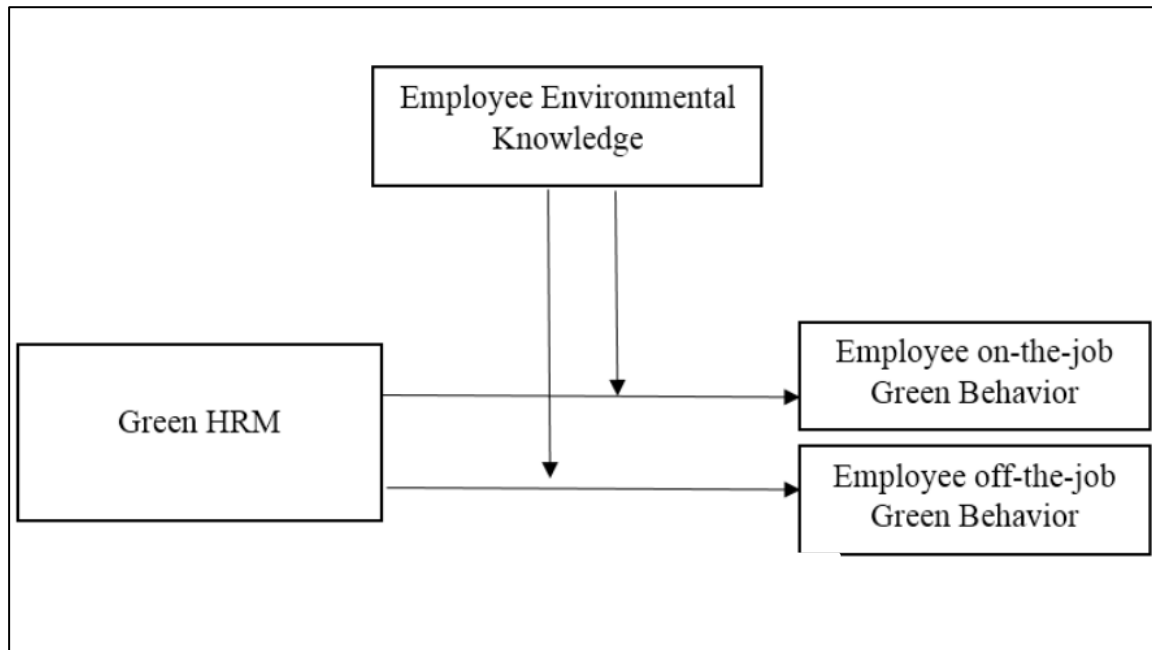 Employee Environmental
Knowledge
Green HRM
Employee on-the-job
Green Behavior
Employee off-the-job
Green Behavior